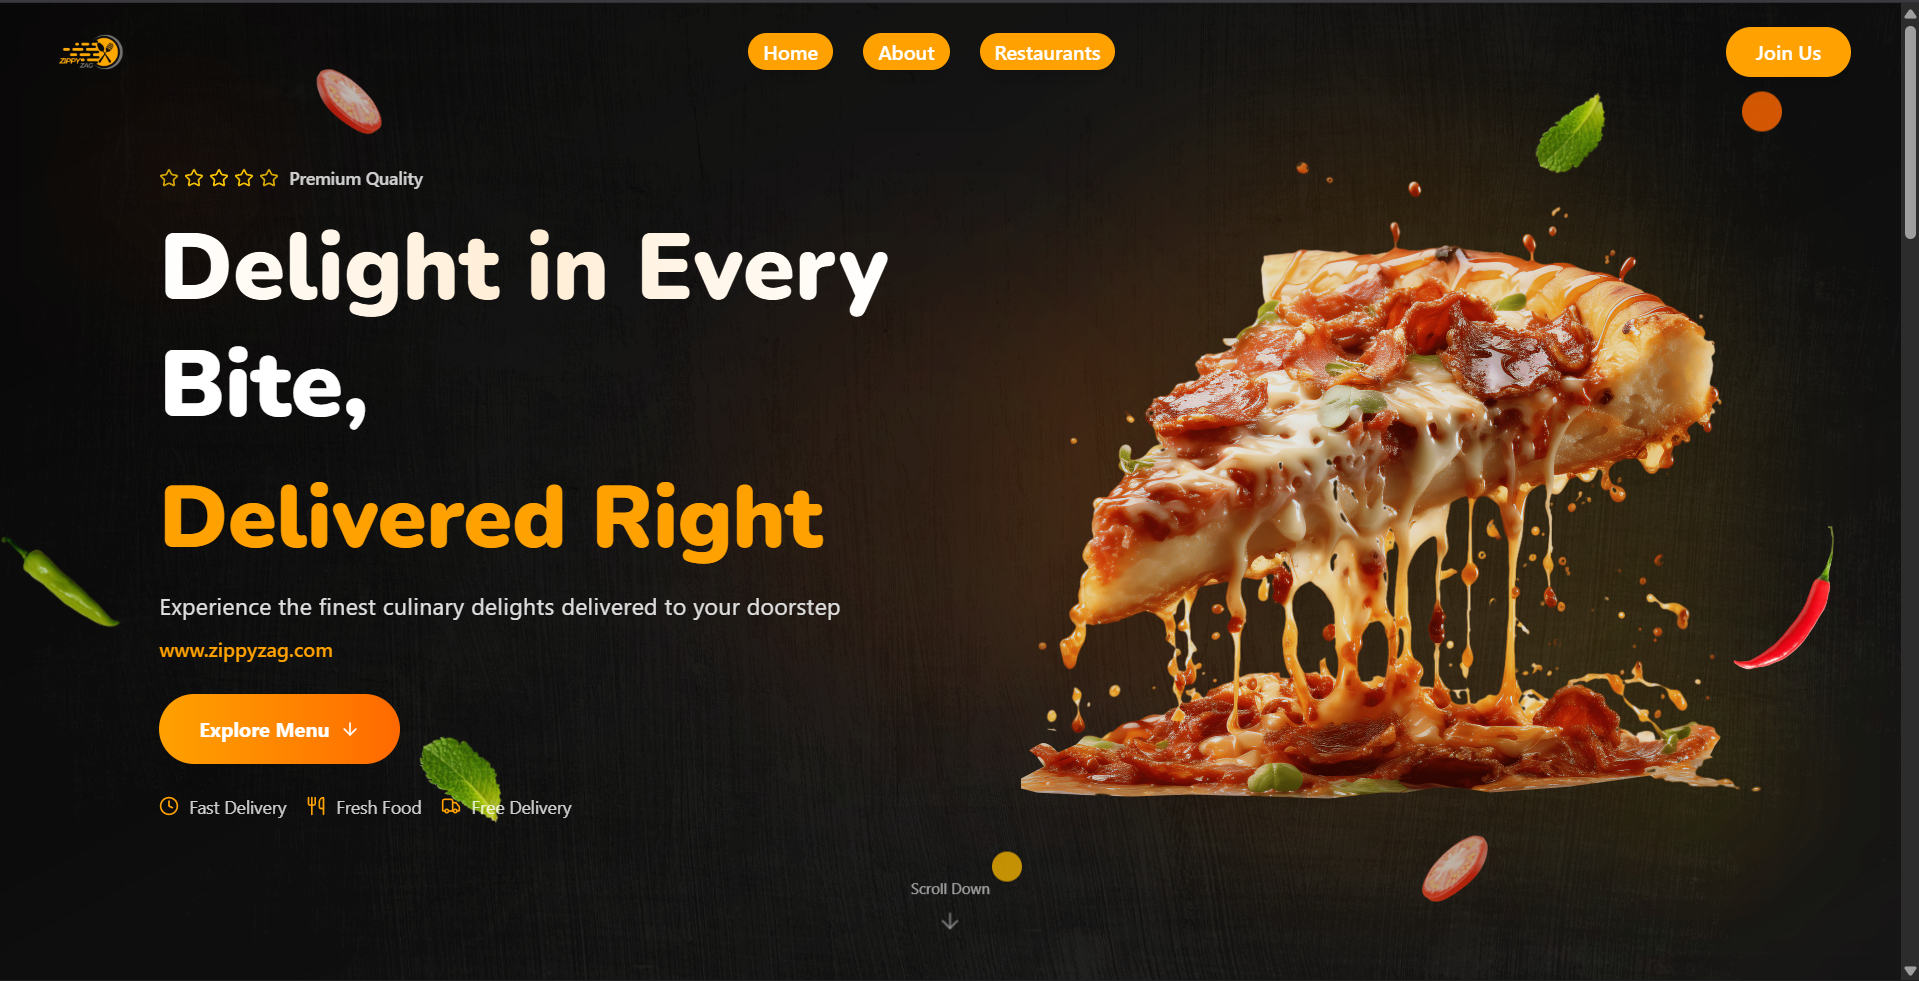 ZIPPY
ZAG
Home
About
Restaurants
Join Us
Premium Quality
Delight in Every
Bite,
Delivered Right
Experience the finest culinary delights delivered to your doorstep
www.zippyzag.com
Explore Menu
Fast Delivery
Fresh Food
Free Delivery
Scroll Down